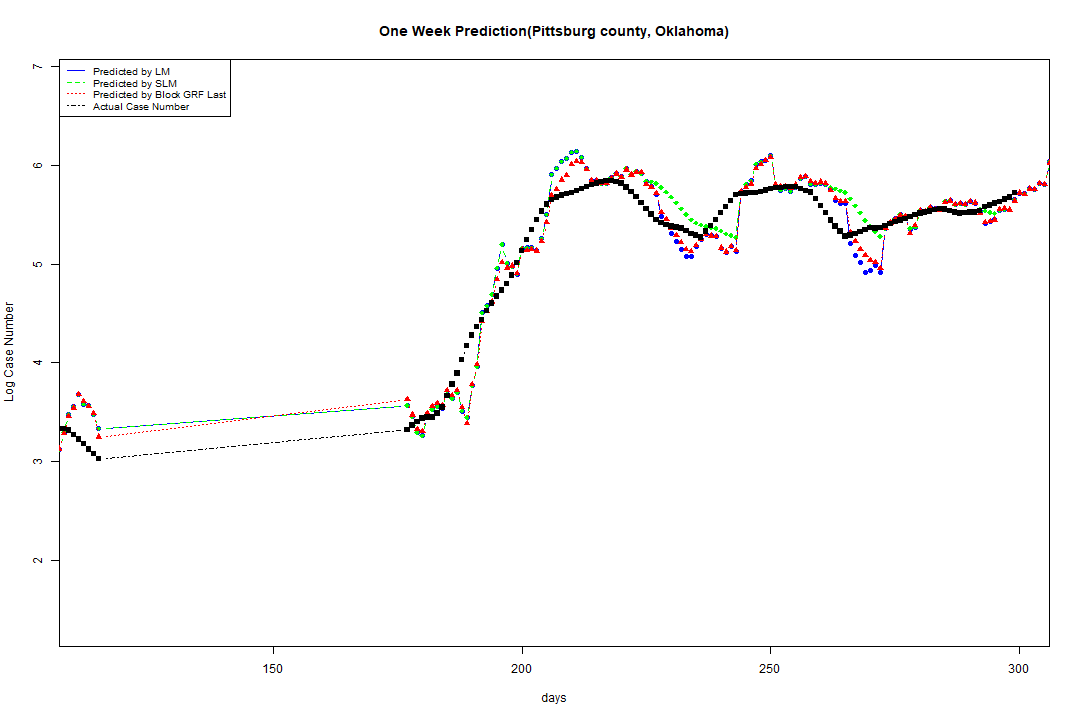 One Week Prediction(Pittsburg county, Oklahoma)
Predicted by LM
Predicted by SLM
Predicted by Block GRF Last
Actual Case Number
7
6
5
4
3
2
Log Case Number
150 200 250 300
days